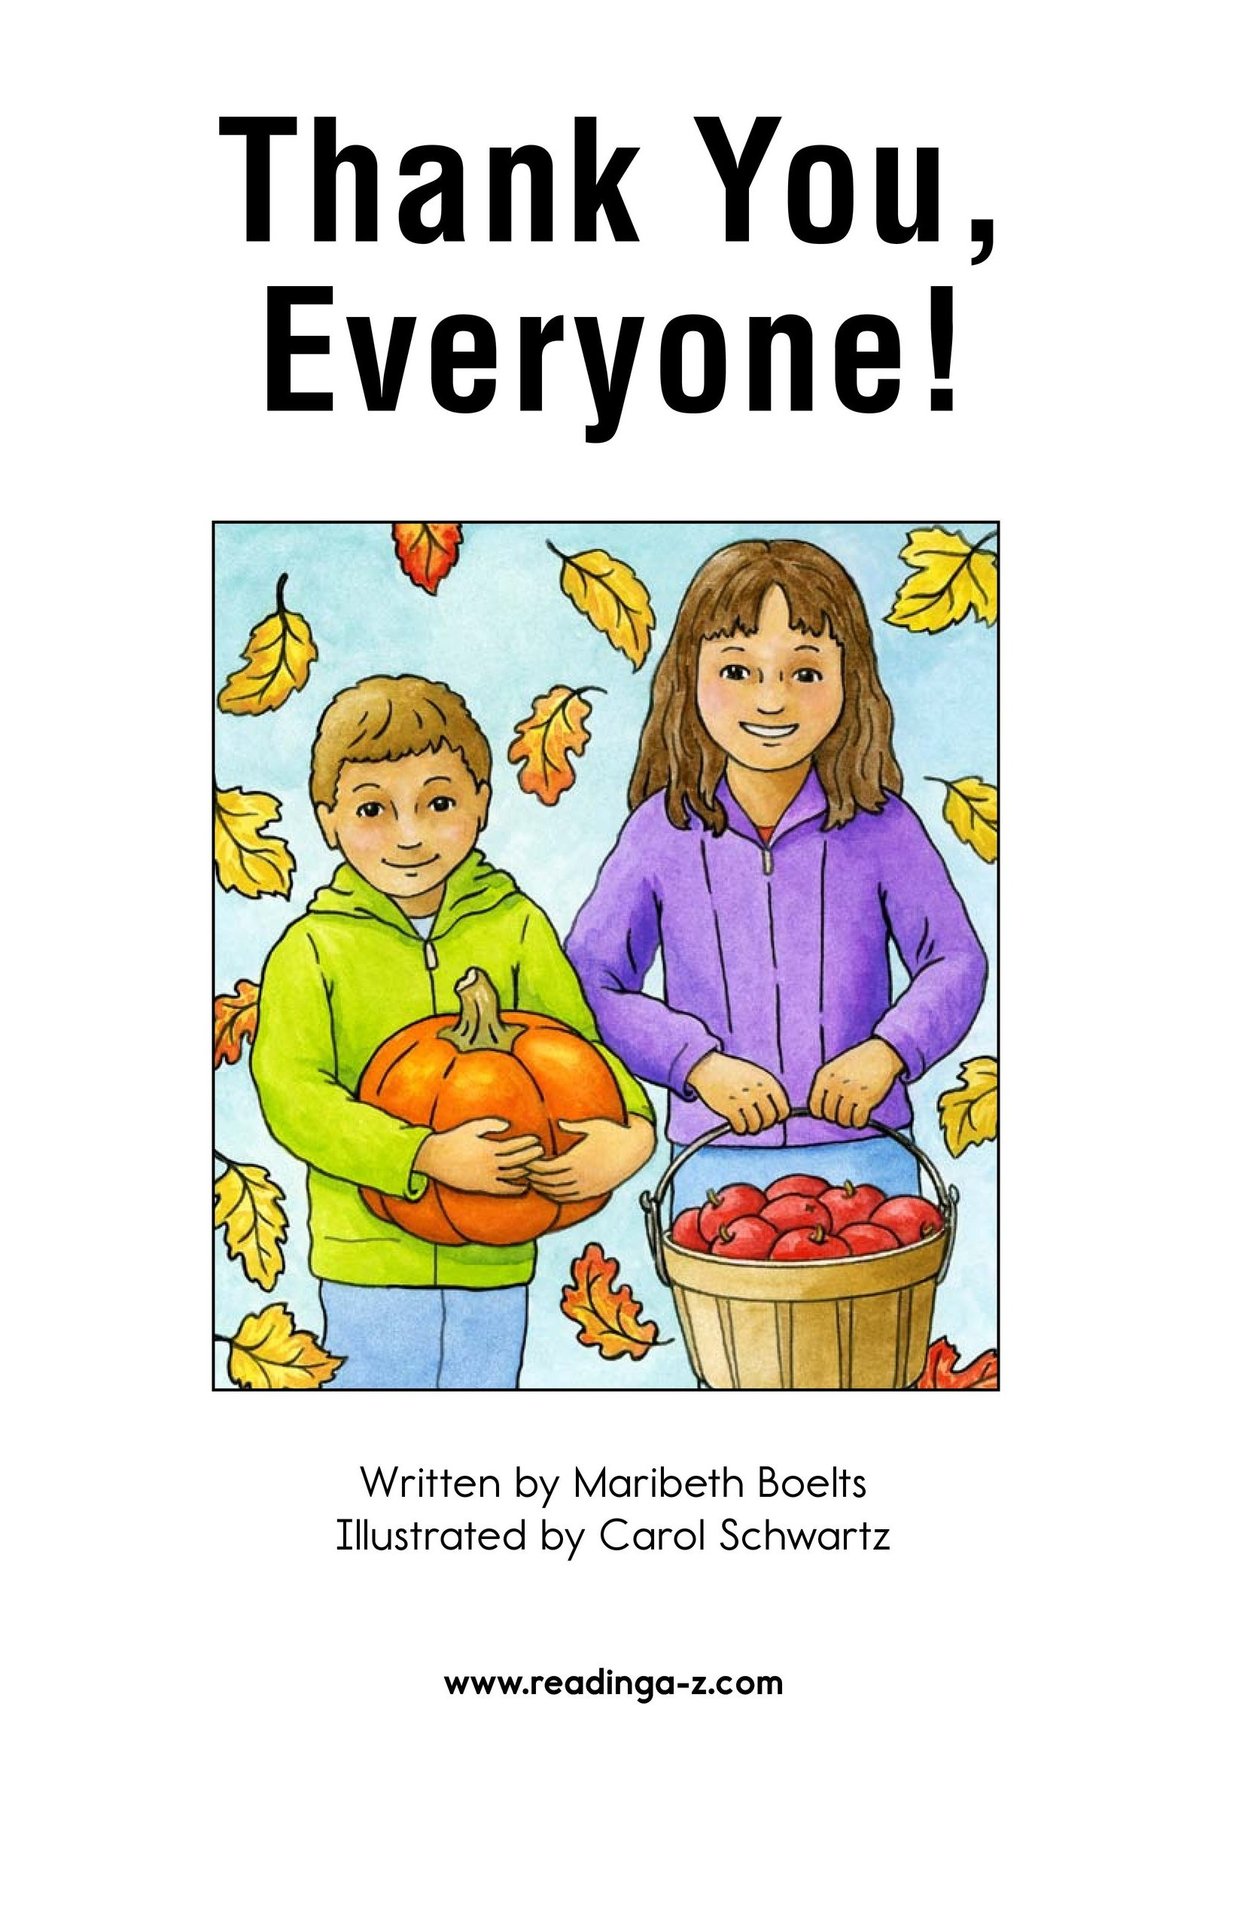 Thank You,
Everyone!
Written by Maribeth Boelts
Illustrated by Carol Schwartz
www.readinga-z.com